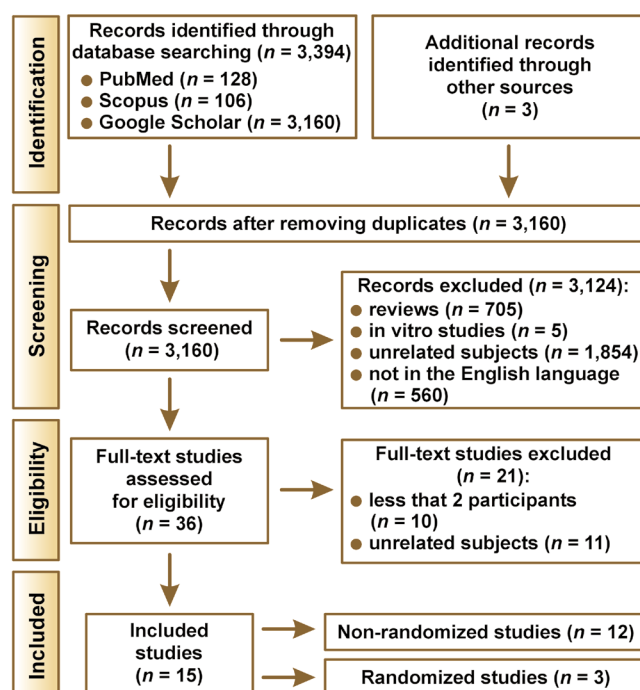 Identification
Records identified through
database searching (n = 3,394)
● PubMed (n = 128)
● Scopus (n = 106)
● Google Scholar (n = 3,160)
Additional records
identified through
other sources
(n = 3)
Screening
Records after removing duplicates (n = 3,160)
Records screened
(n = 3,160)
Records excluded (n = 3,124):
● reviews (n = 705)
● in vitro studies (n = 5)
● unrelated subjects (n = 1,854)
● not in the English language
(n = 560)
Eligibility
Full-text studies
assessed
for eligibility
(n = 36)
Full-text studies excluded
(n = 21):
● less that 2 participants
(n = 10)
● unrelated subjects (n = 11)
Included
Included
studies
(n = 15)
Non-randomized studies (n = 12)
Randomized studies (n = 3)